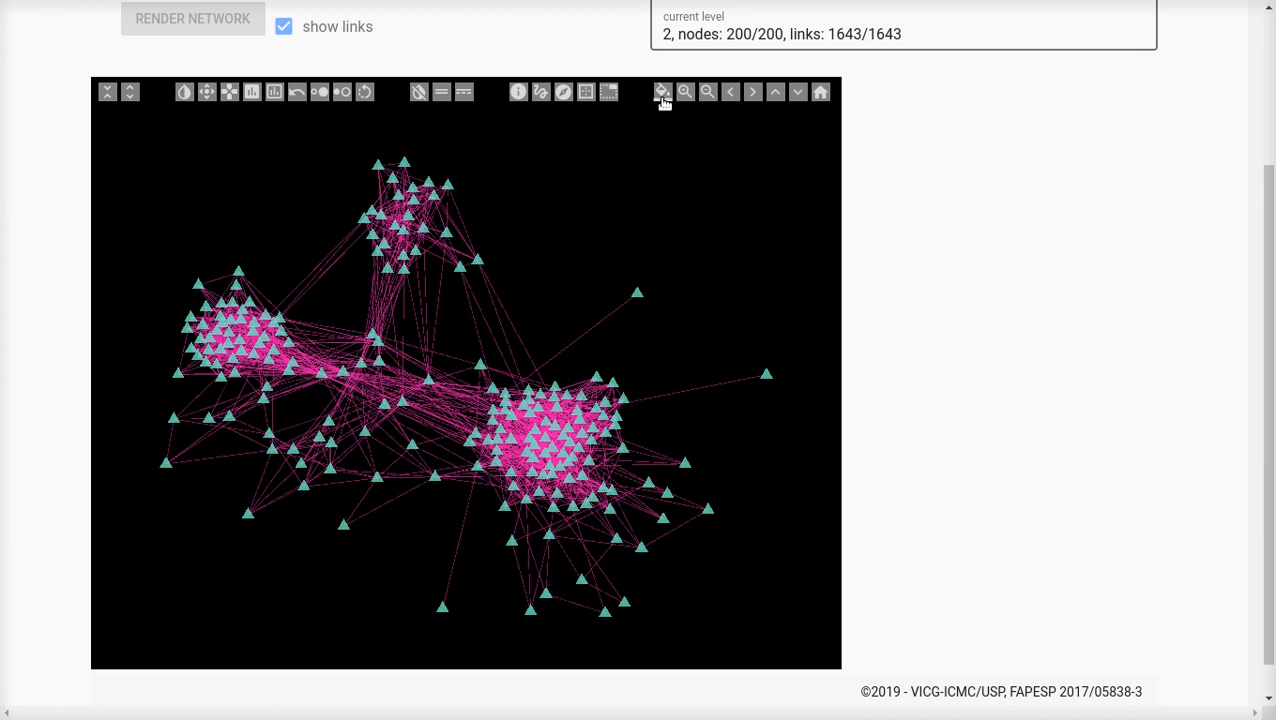 RENDER NETWORK
show links
current level
2, nodes: 200/200, links: 1643/1643
©2019 - VICG-ICMC/USP, FAPESP 2017/05838-3